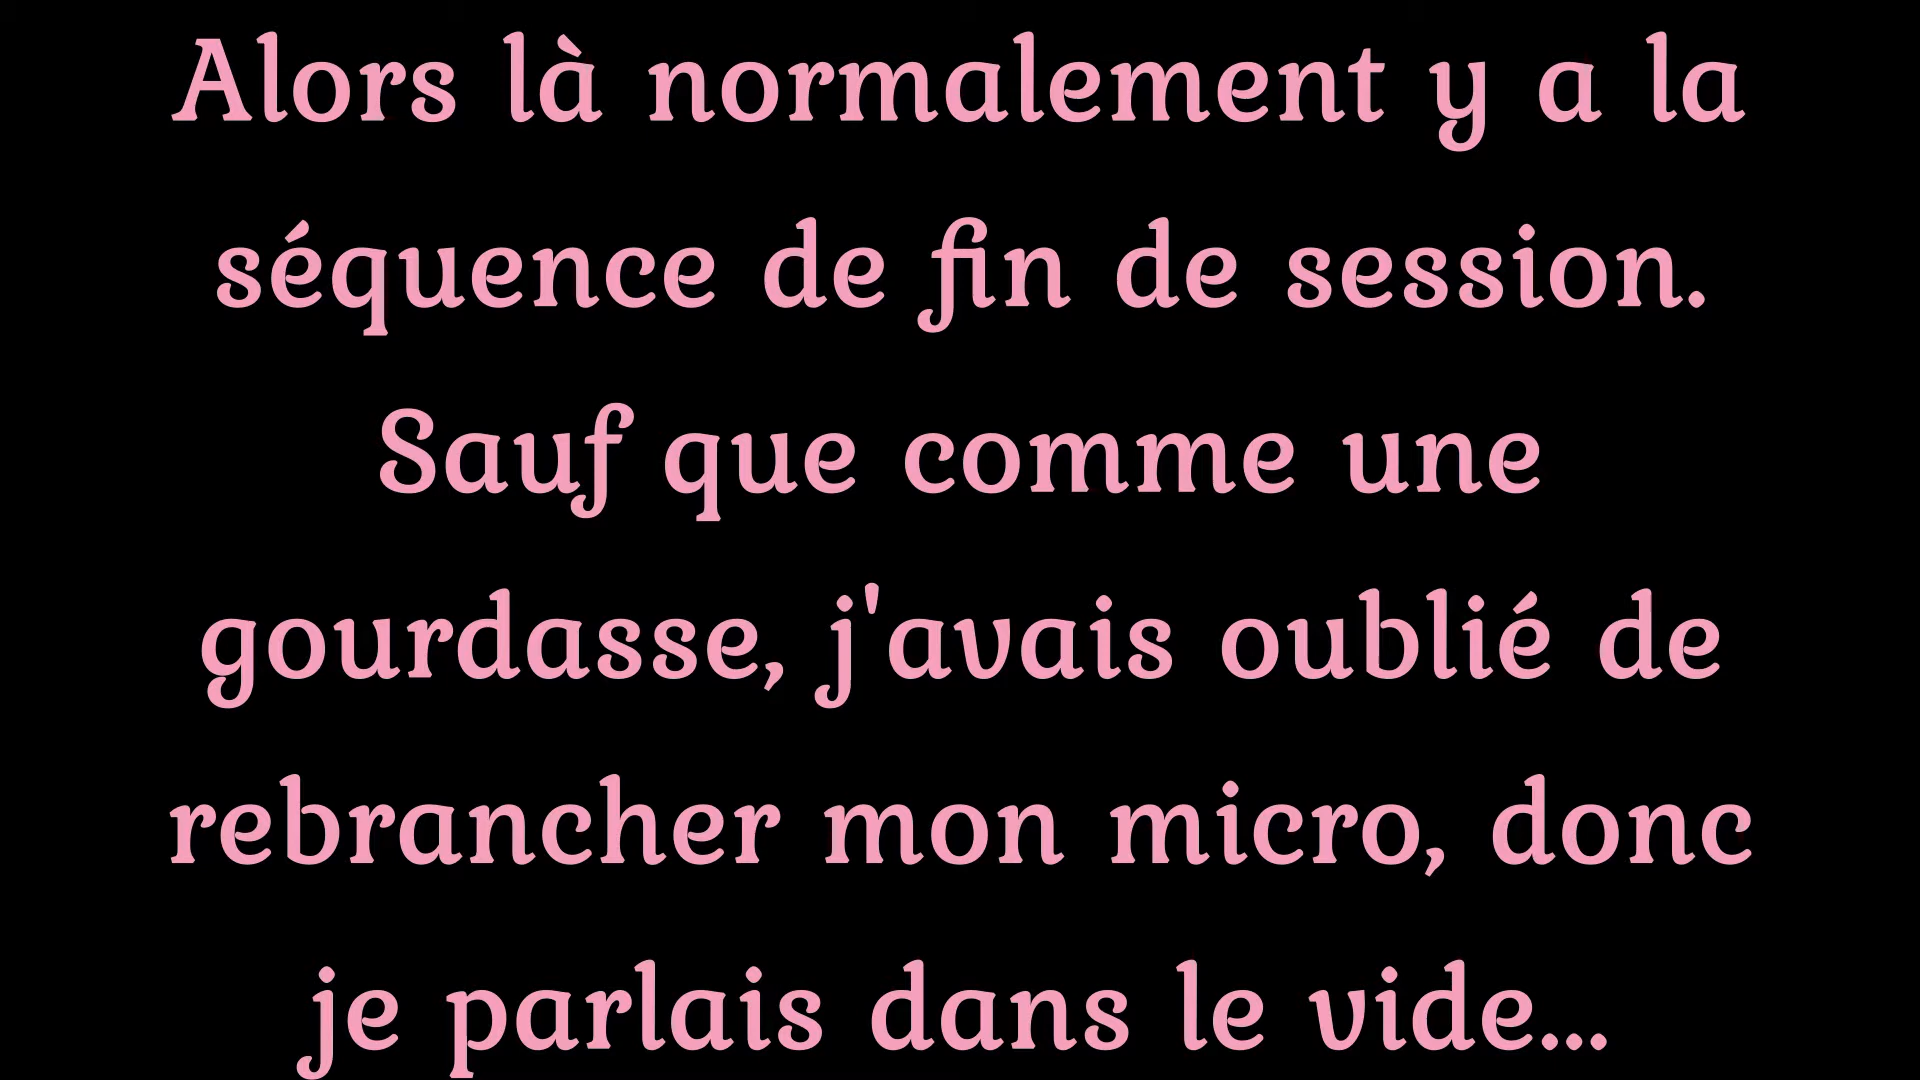 Alors là normalement y a la
séquence de fin de session.
Sauf que comme une
gourdasse, j'avais oublié de
rebrancher mon micro, donc
je parlais dans le vide...